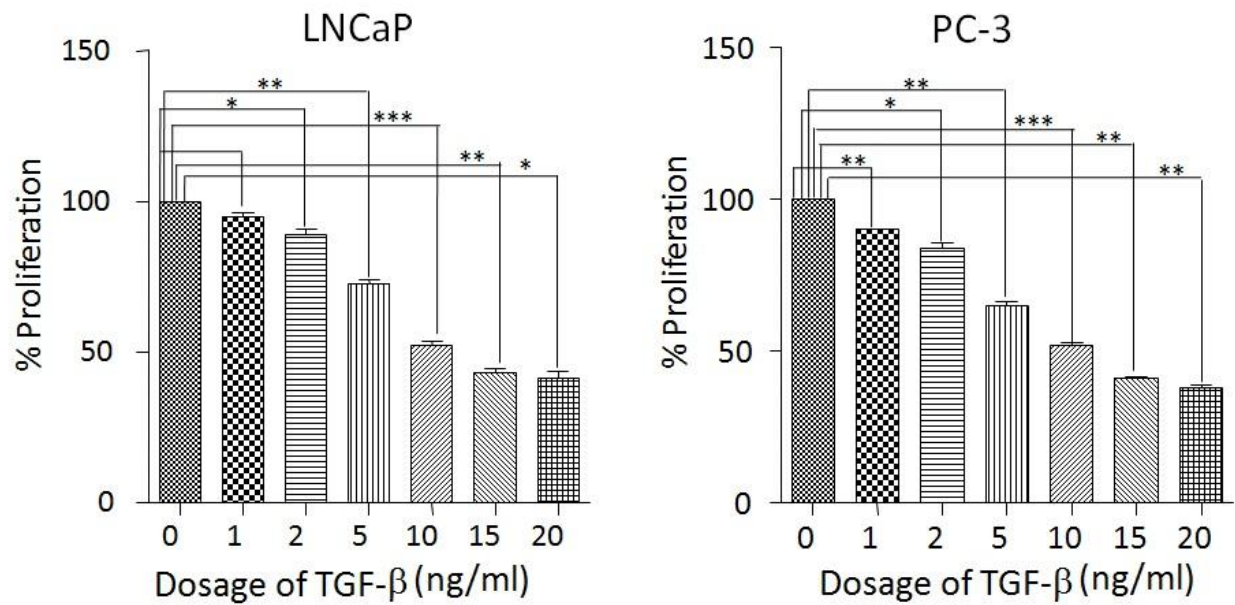 LNCaP
150
**
*
***
**
*
100
50
0
% Proliferation
0 1 2 5 10 15 20
Dosage of TGF-β (ng/ml)
PC-3
150
**
*
***
**
**
**
100
50
0
% Proliferation
0 1 2 5 10 15 20
Dosage of TGF-β (ng/ml)